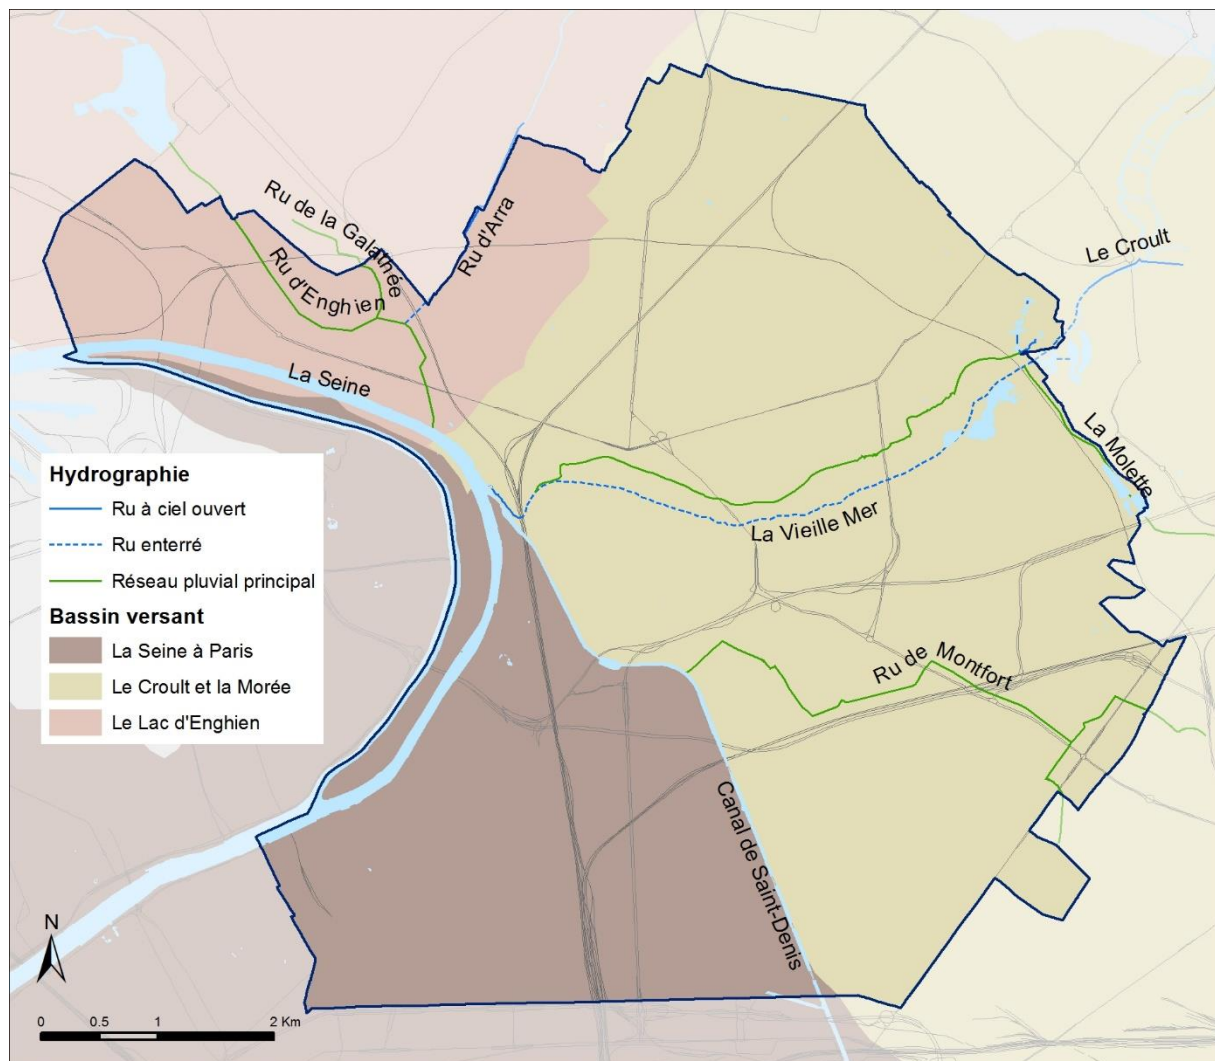 Ru de la Galathée
Ru d'Arra
Le Croult
Ru d'Enghien
La Seine
La Molette
Hydrographie
Ru à ciel ouvert
Ru enterré
Réseau pluvial principal
La Vieille Mer
Bassin versant
La Seine à Paris
Le Croult et la Morée
Le Lac d'Enghien
Ru de Montfort
Canal de Saint-Denis
N
0 0.5 1 2 Km